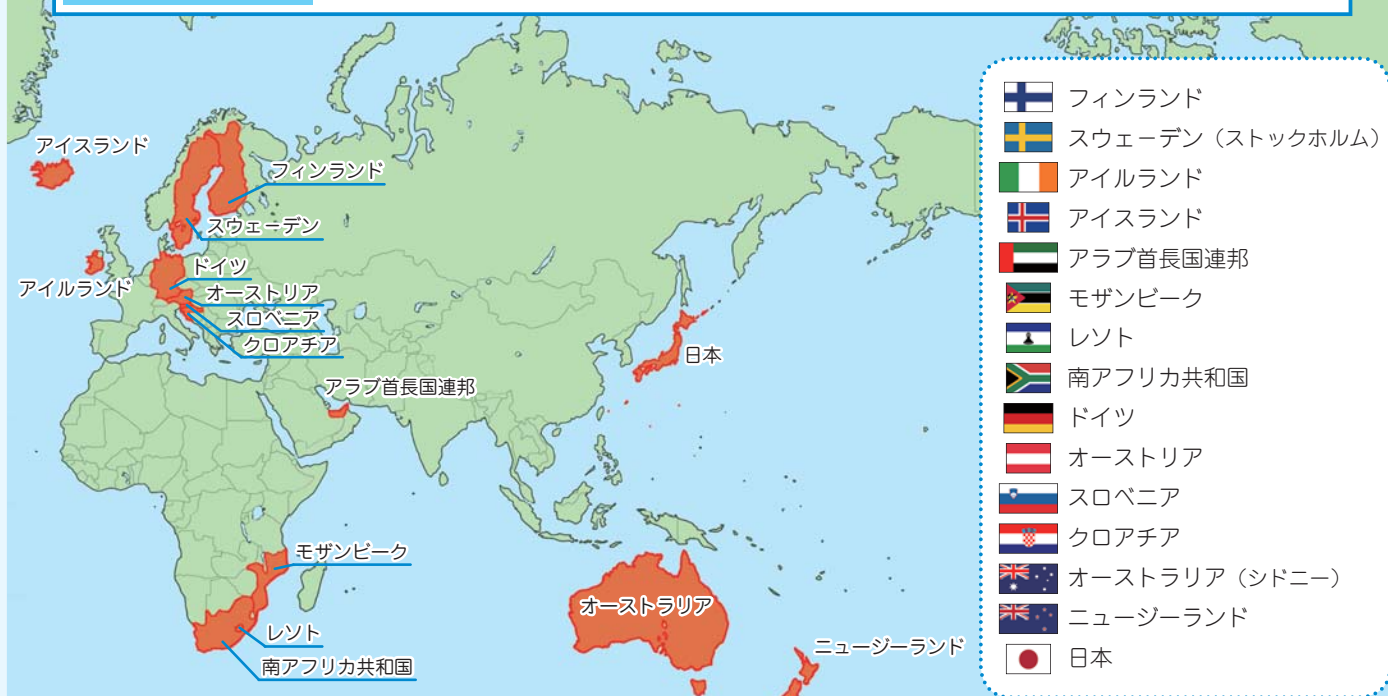 アイスランド
フィンランド
スウェーデン
ドイツ
アイルランド
オーストリア
スロベニア
クロアチア
日本
アラブ首長国連邦
モザンビーク
オーストラリア
レソト
ニュージーランド
南アフリカ共和国
フィンランド
スウェーデン（ストックホルム）
アイルランド
アイスランド
アラブ首長国連邦
モザンビーク
レソト
南アフリカ共和国
ドイツ
オーストリア
スロベニア
クロアチア
オーストラリア（シドニー）
ニュージーランド
日本